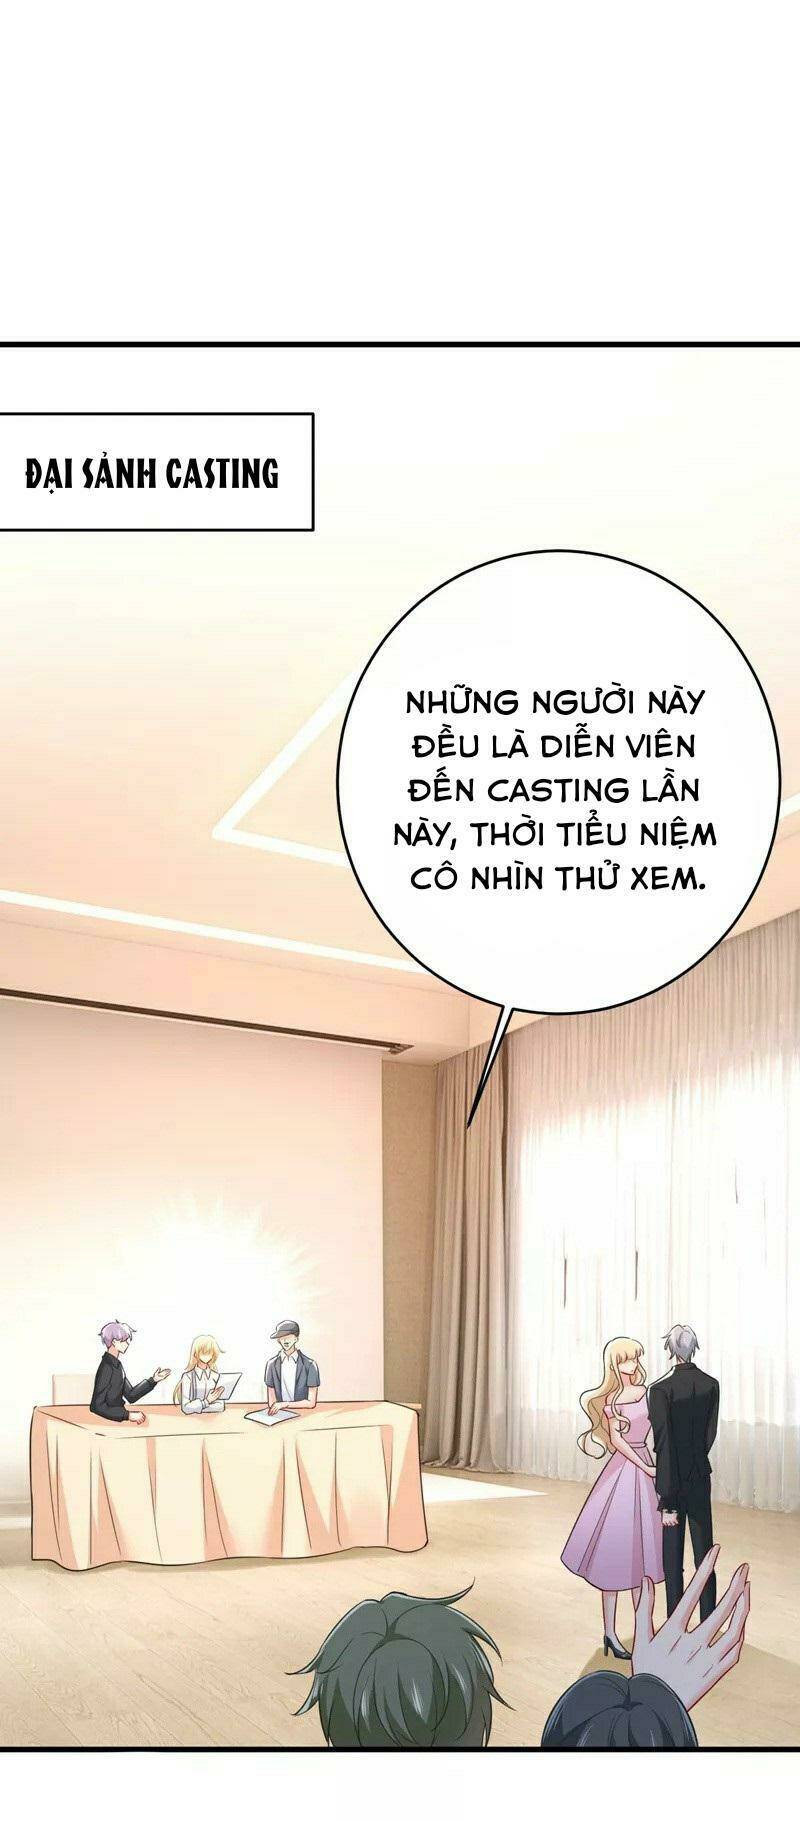 ĐẠI SẢNH CASTING
NHỮNG NGƯỜI NÀY
ĐỀU LÀ DIỄN VIÊN
ĐẾN CASTING LẦN
NÀY, THỜI TIỂU NIỆM
CÔ NHÌN THỬ XEM.